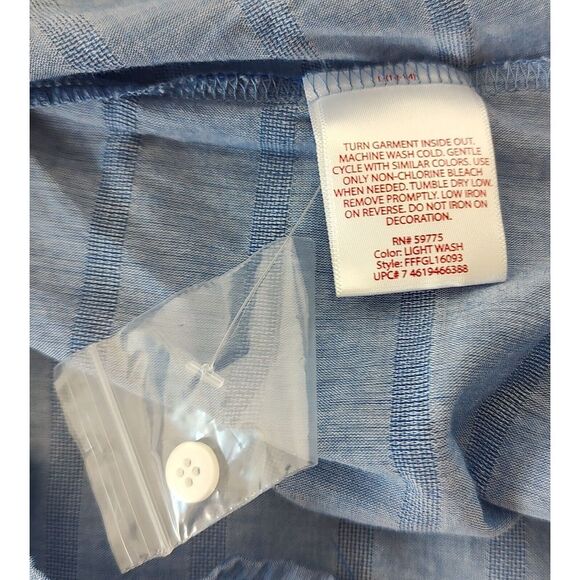 TURN GARMENT INSIDE OUT.
MACHINE WASH COLD. GENTLE
CYCLE WITH SIMILAR COLORS. USE
ONLY NON-CHLORINE BLEACH
WHEN NEEDED. TUMBLE DRY LOW.
REMOVE PROMPTLY. LOW IRON
ON REVERSE. DO NOT IRON ON
DECORATION.
RN# 59775
Color: LIGHT WASH
Style: FFFGL16093
UPC# 7 4619466388